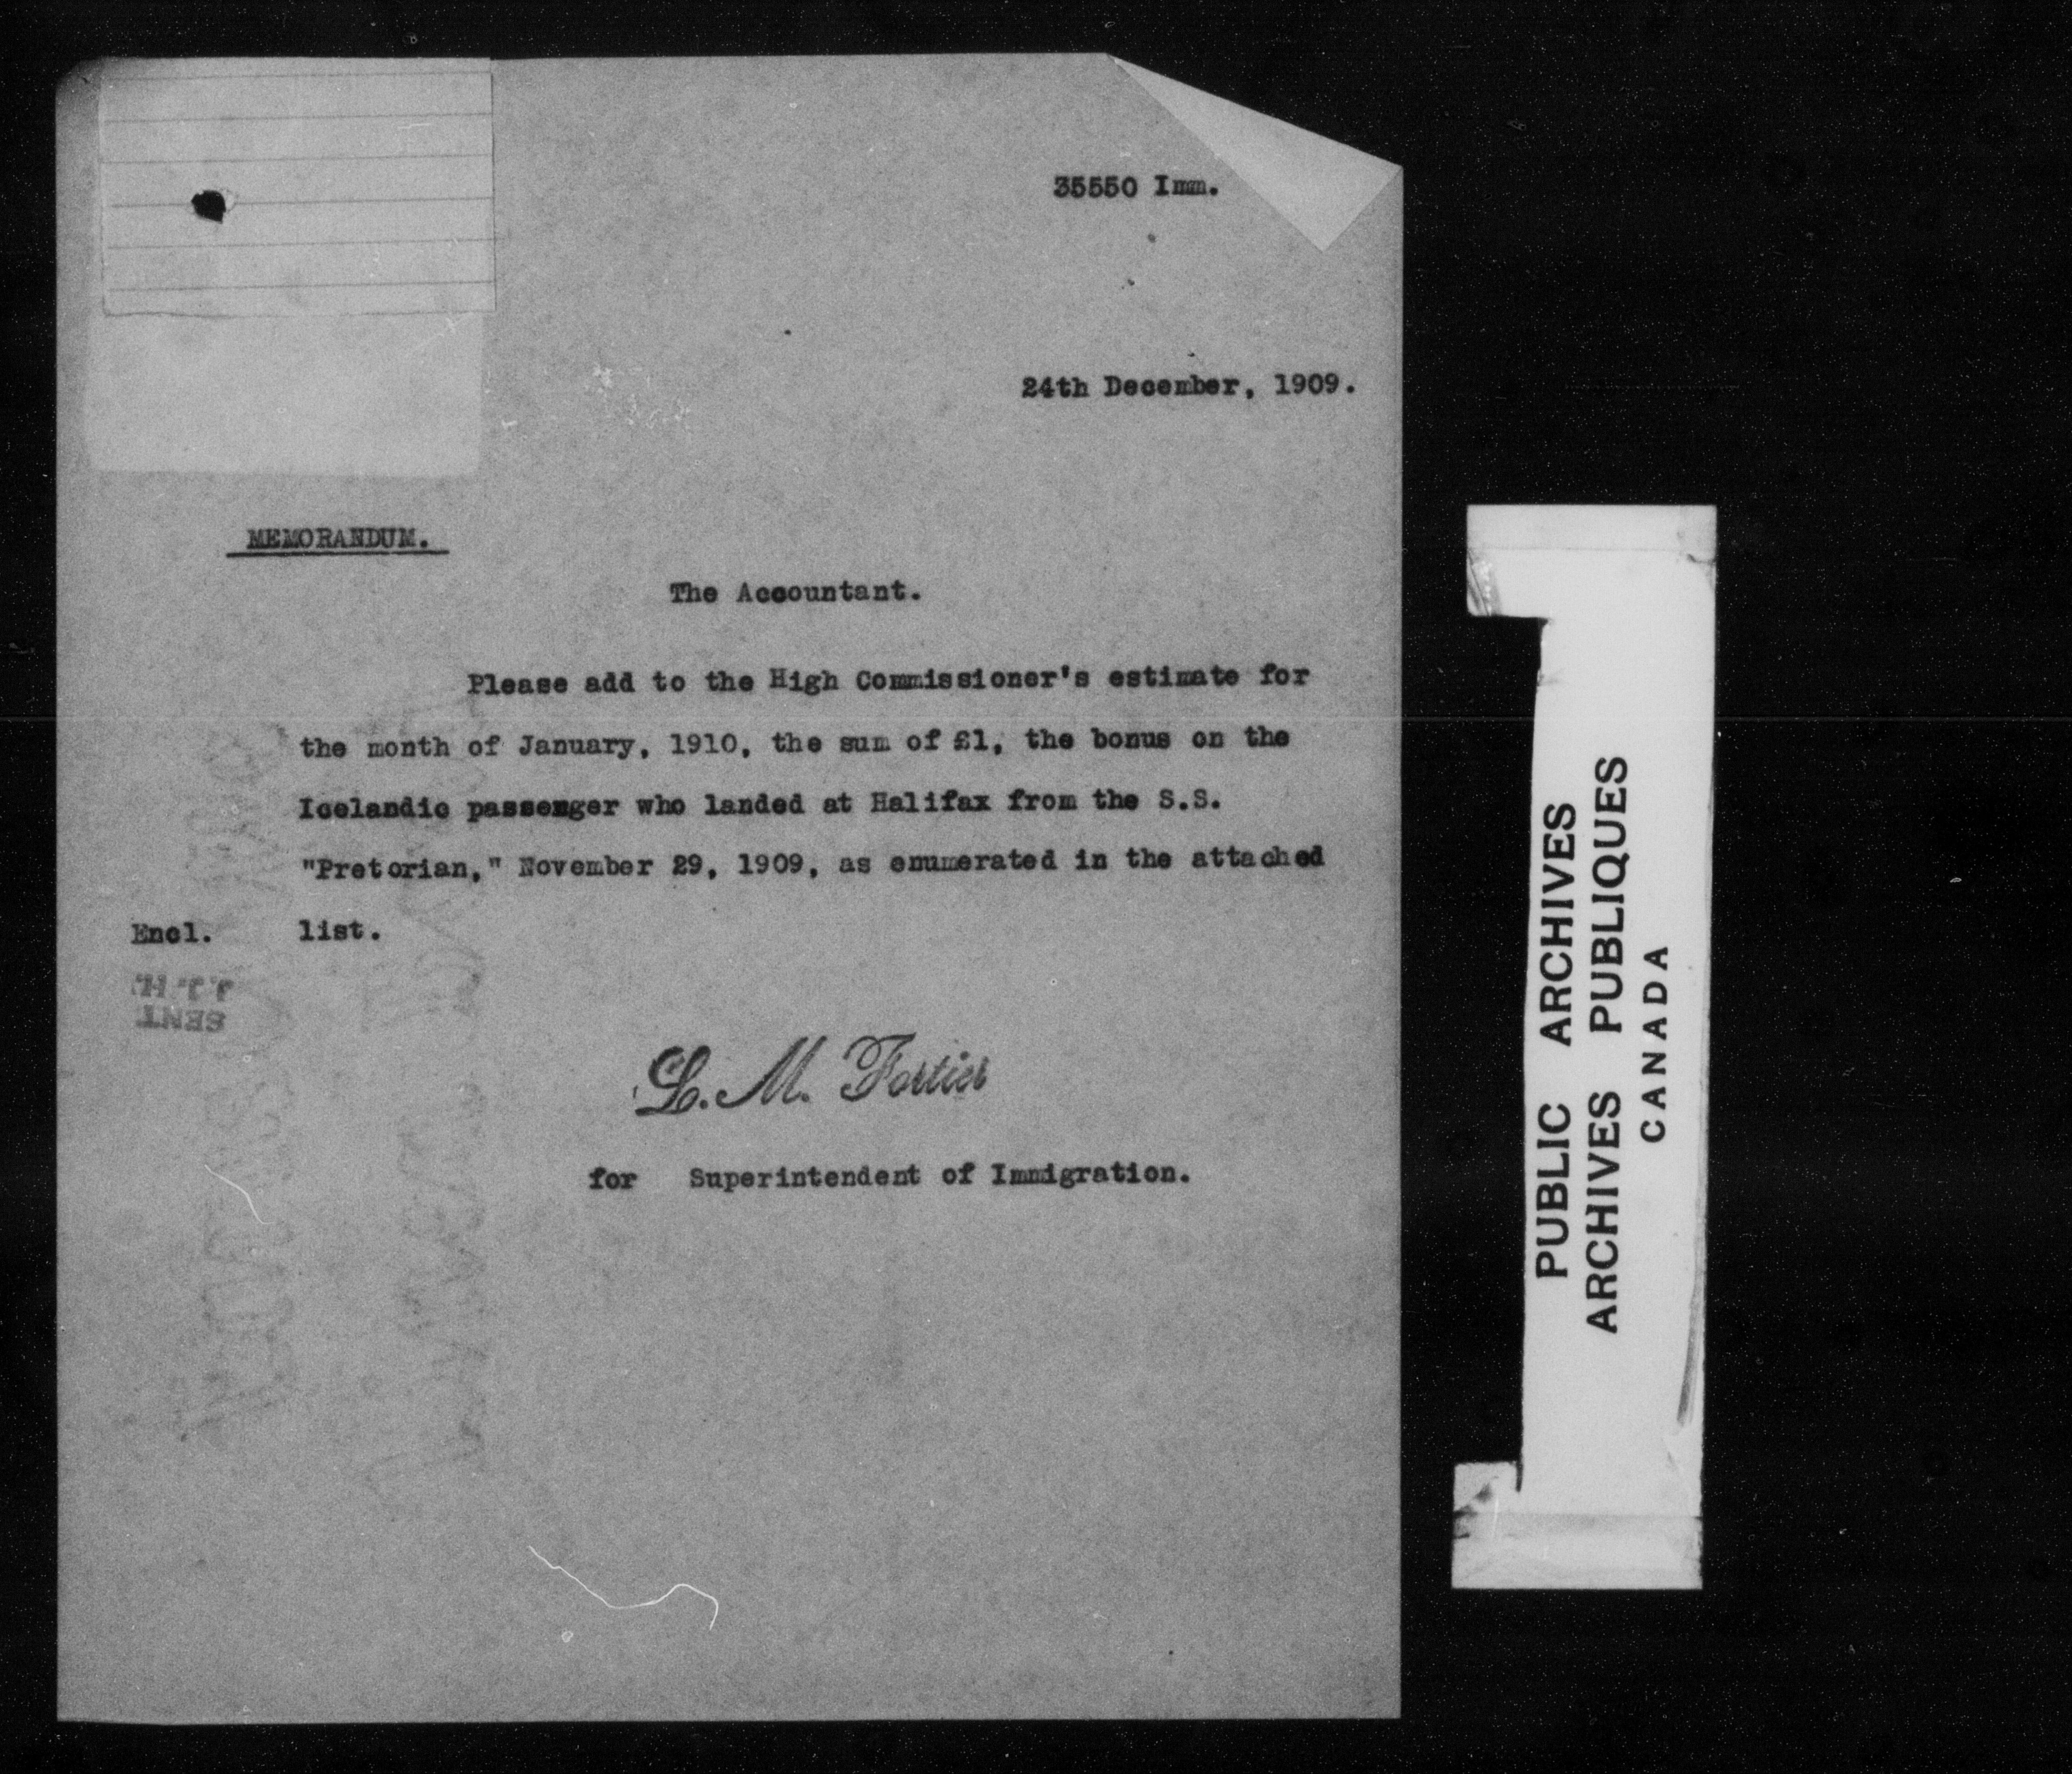 35550 Imm.
24th December, 1909.
MEMORANDUM.
The Accountant.
Please add to the High Commissioner's estimate for
the month of January, 1910, the sum of £1, the bonus on the
Icelandic passenger who landed at Halifax from the S.S.
"Pretorian," November 29, 1909, as enumerated in the attached
Encl. list.
SENT
J.J.H.
L. M. Fortier
for Superintendent of Immigration.
PUBLIC ARCHIVES
ARCHIVES PUBLIQUES
CANADA